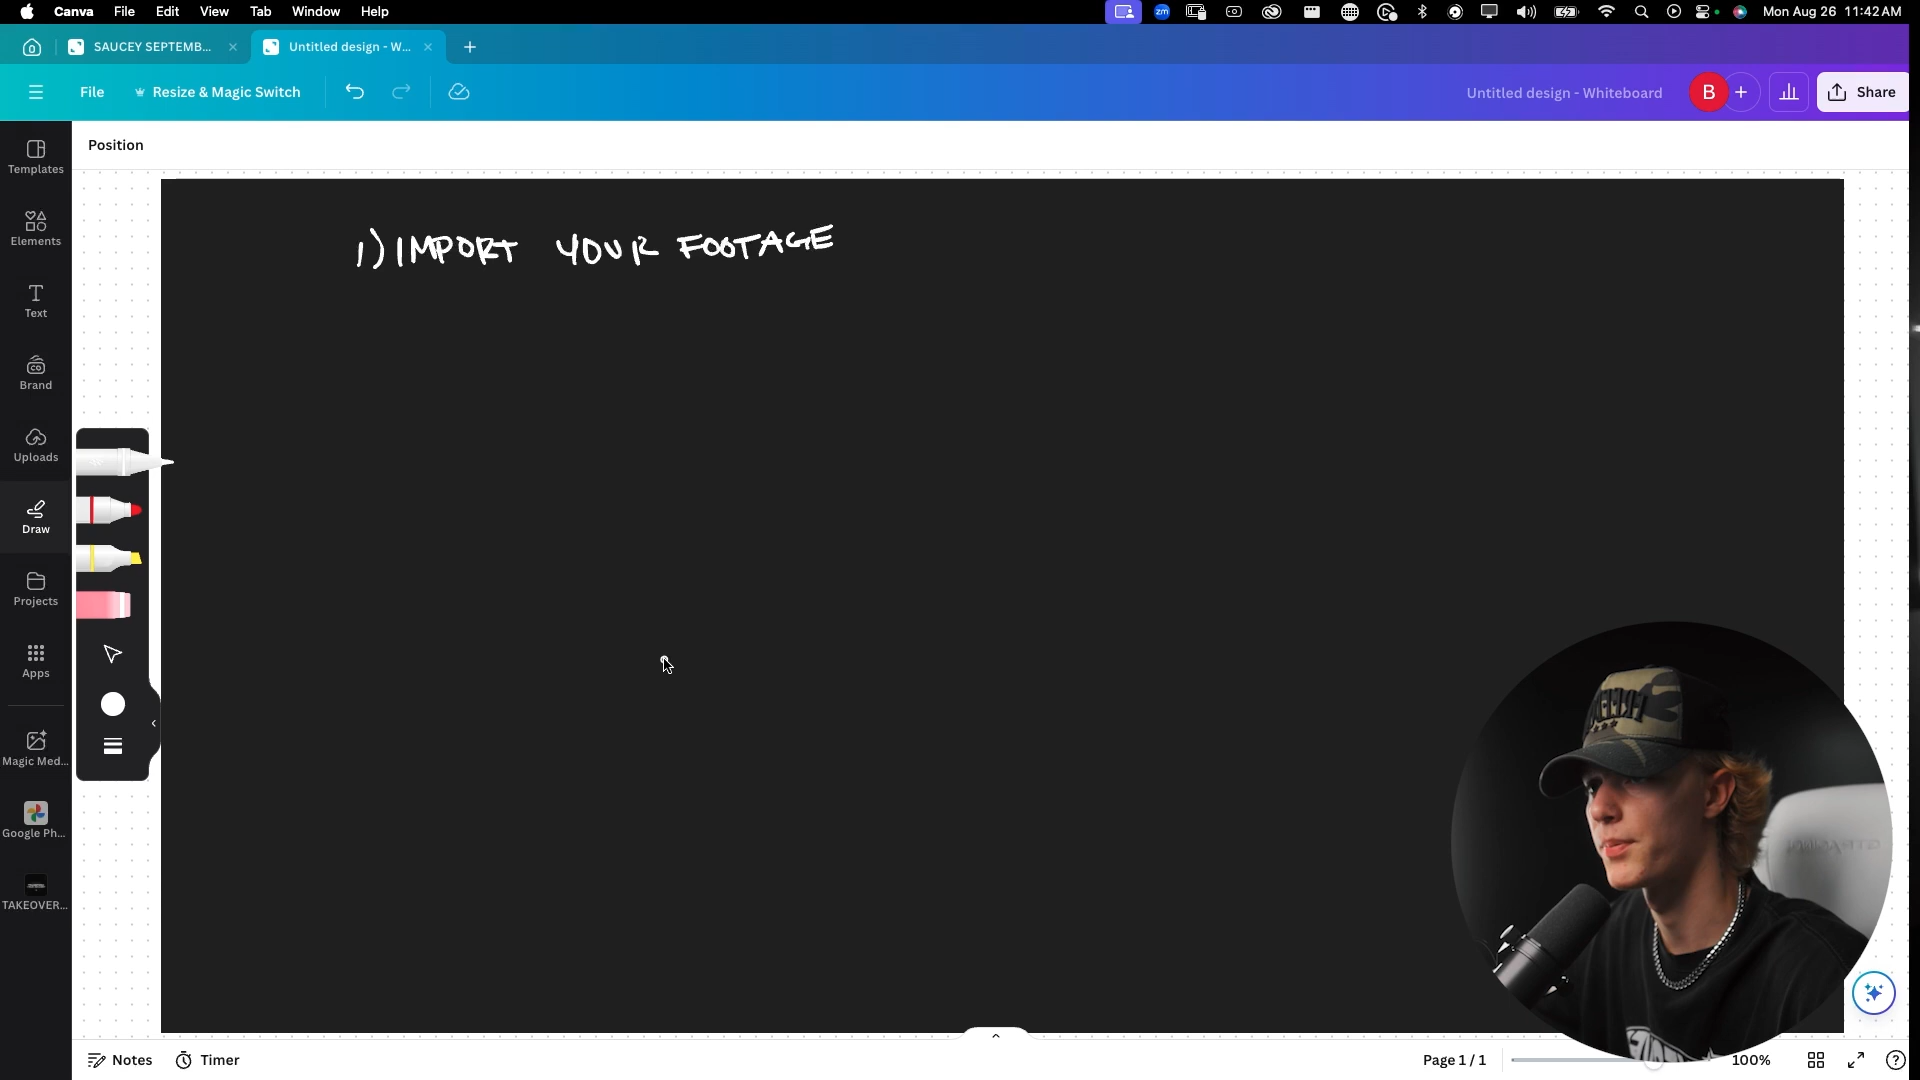 Canva File Edit View Tab Window Help
zm
Mon Aug 26 11:42 AM
SAUCEY SEPTEMB...
Untitled design - W...
File
Resize & Magic Switch
Untitled design - Whiteboard
B
Share
Position
Templates
Elements
Text
Brand
Uploads
Draw
Projects
Apps
Magic Med...
Google Ph...
TAKEOVER...
1) IMPORT YOUR FOOTAGE
Notes
Timer
Page 1 / 1
100%